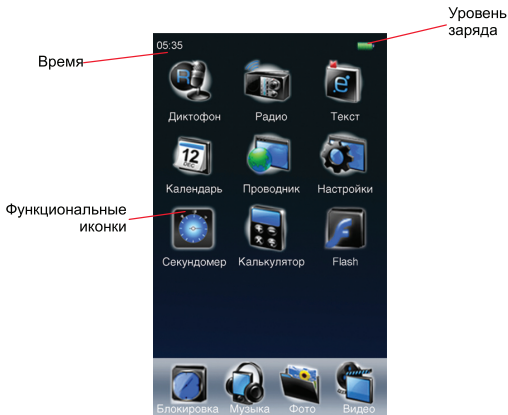 Уровень
заряда
05:35
Время
R
e
Диктофон Радио Текст
12
DEC
Календарь Проводник Настройки
Функциональные
иконки
Секундомер Калькулятор Flash
Блокировка Музыка Фото Видео